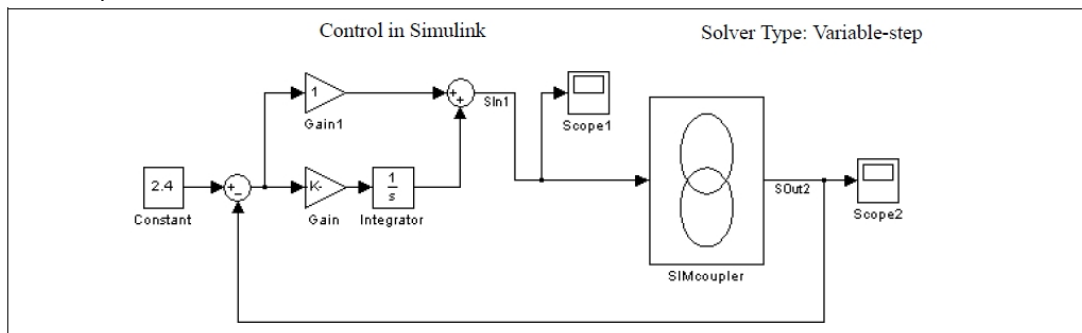 Control in Simulink
Solver Type: Variable-step
1
Gain1
SIn1
Scope1
2.4
Constant
K-
Gain
1
s
Integrator
SIMcoupler
SOut2
Scope2